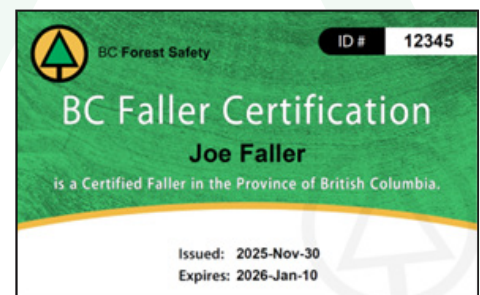 BC Forest Safety
ID # 12345
BC Faller Certification
Joe Faller
is a Certified Faller in the Province of British Columbia.
Issued: 2025-Nov-30
Expires: 2026-Jan-10